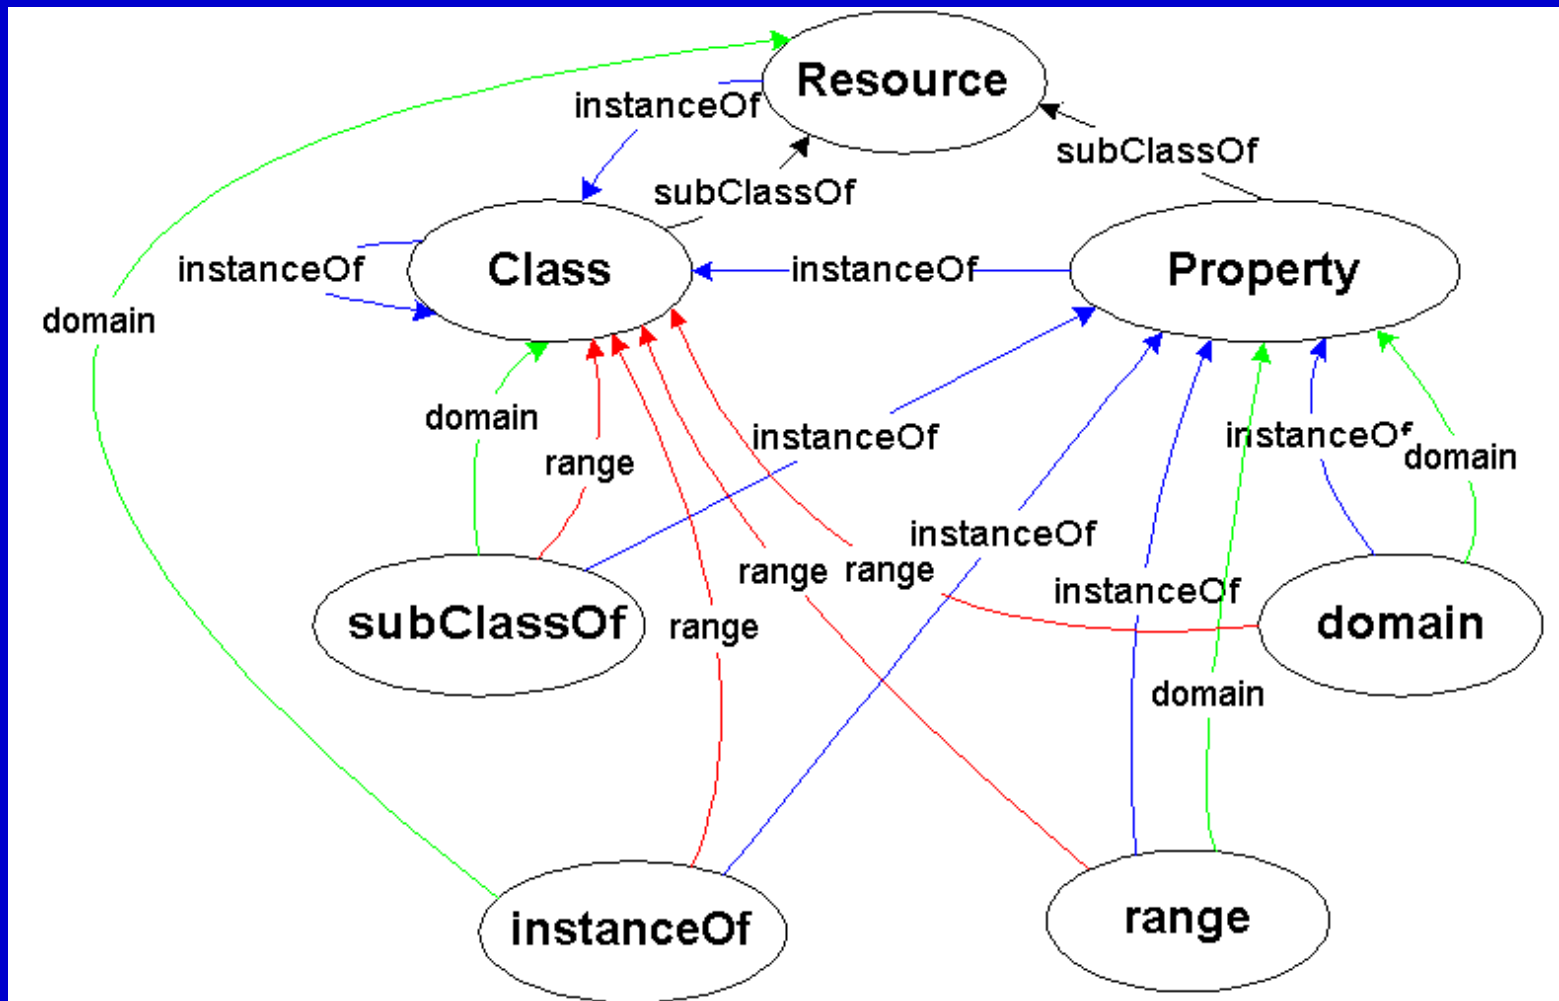 Resource
instanceOf
subClassOf
subClassOf
instanceOf
Class
instanceOf
Property
domain
domain
instanceOf
instanceOf
domain
range
instanceOf
range
range
instanceOf
subClassOf
range
domain
domain
instanceOf
range